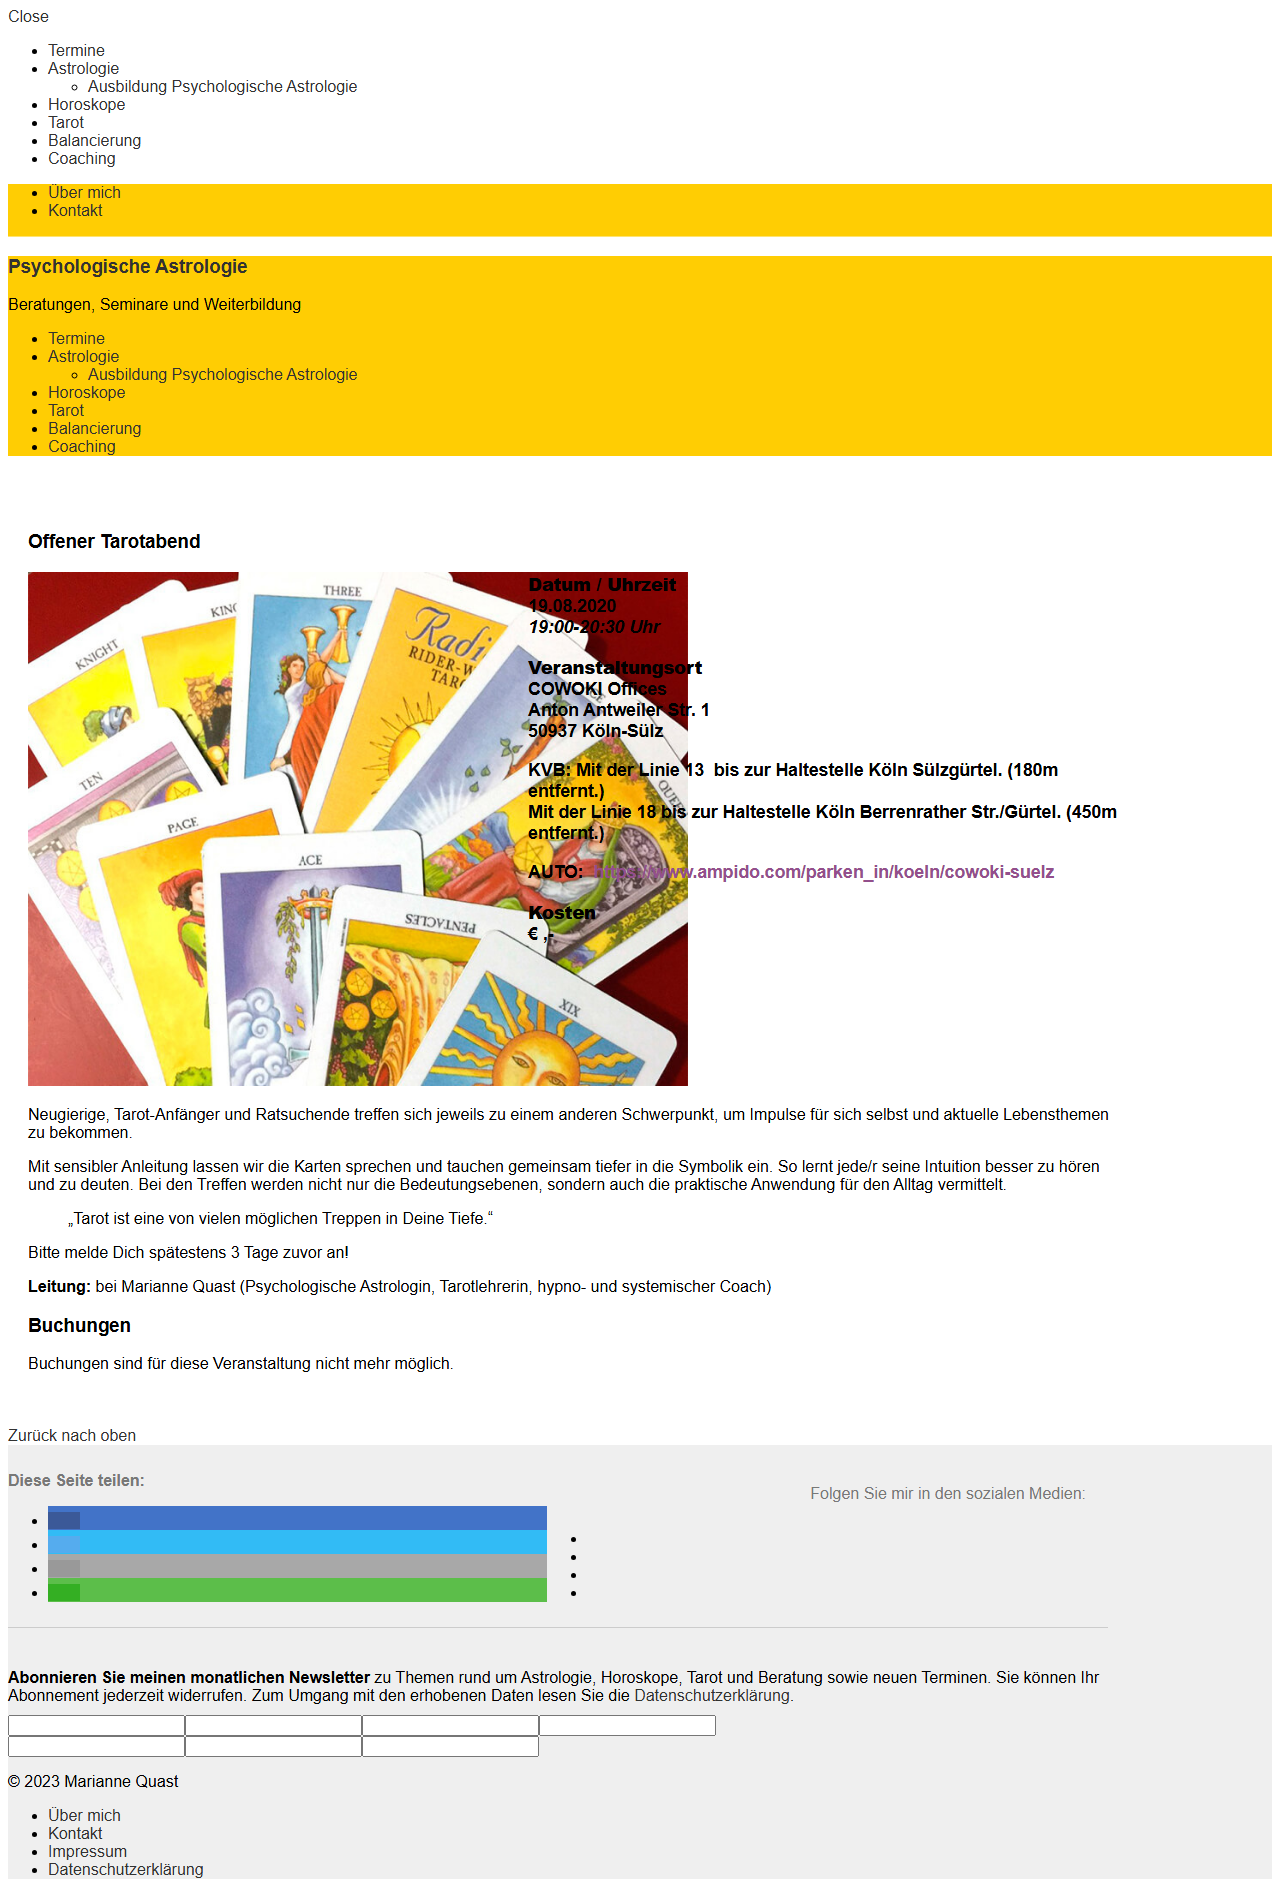 Close
Termine
Astrologie
Ausbildung Psychologische Astrologie
Horoskope
Tarot
Balancierung
Coaching
Über mich
Kontakt
Psychologische Astrologie
Beratungen, Seminare und Weiterbildung
Termine
Astrologie
Ausbildung Psychologische Astrologie
Horoskope
Tarot
Balancierung
Coaching
Offener Tarotabend
THREE
KNIGHT
TEN
PAGE
ACE
PENTACLES
XIX
Datum / Uhrzeit
19.08.2020
19:00-20:30 Uhr
Veranstaltungsort
COWOKI Offices
Anton Antweiler Str. 1
50937 Köln-Sülz
KVB: Mit der Linie 13  bis zur Haltestelle Köln Sülzgürtel. (180m
entfernt.)
Mit der Linie 18 bis zur Haltestelle Köln Berrenrather Str./Gürtel. (450m
entfernt.)
AUTO: https://www.ampido.com/parken_in/koeln/cowoki-suelz
Kosten
€ ,-
Neugierige, Tarot-Anfänger und Ratsuchende treffen sich jeweils zu einem anderen Schwerpunkt, um Impulse für sich selbst und aktuelle Lebensthemen
zu bekommen.
Mit sensibler Anleitung lassen wir die Karten sprechen und tauchen gemeinsam tiefer in die Symbolik ein. So lernt jede/r seine Intuition besser zu hören
und zu deuten. Bei den Treffen werden nicht nur die Bedeutungsebenen, sondern auch die praktische Anwendung für den Alltag vermittelt.
„Tarot ist eine von vielen möglichen Treppen in Deine Tiefe.“
Bitte melde Dich spätestens 3 Tage zuvor an!
Leitung: bei Marianne Quast (Psychologische Astrologin, Tarotlehrerin, hypno- und systemischer Coach)
Buchungen
Buchungen sind für diese Veranstaltung nicht mehr möglich.
Zurück nach oben
Diese Seite teilen:
Folgen Sie mir in den sozialen Medien:
Abonnieren Sie meinen monatlichen Newsletter zu Themen rund um Astrologie, Horoskope, Tarot und Beratung sowie neuen Terminen. Sie können Ihr
Abonnement jederzeit widerrufen. Zum Umgang mit den erhobenen Daten lesen Sie die Datenschutzerklärung.
© 2023 Marianne Quast
Über mich
Kontakt
Impressum
Datenschutzerklärung